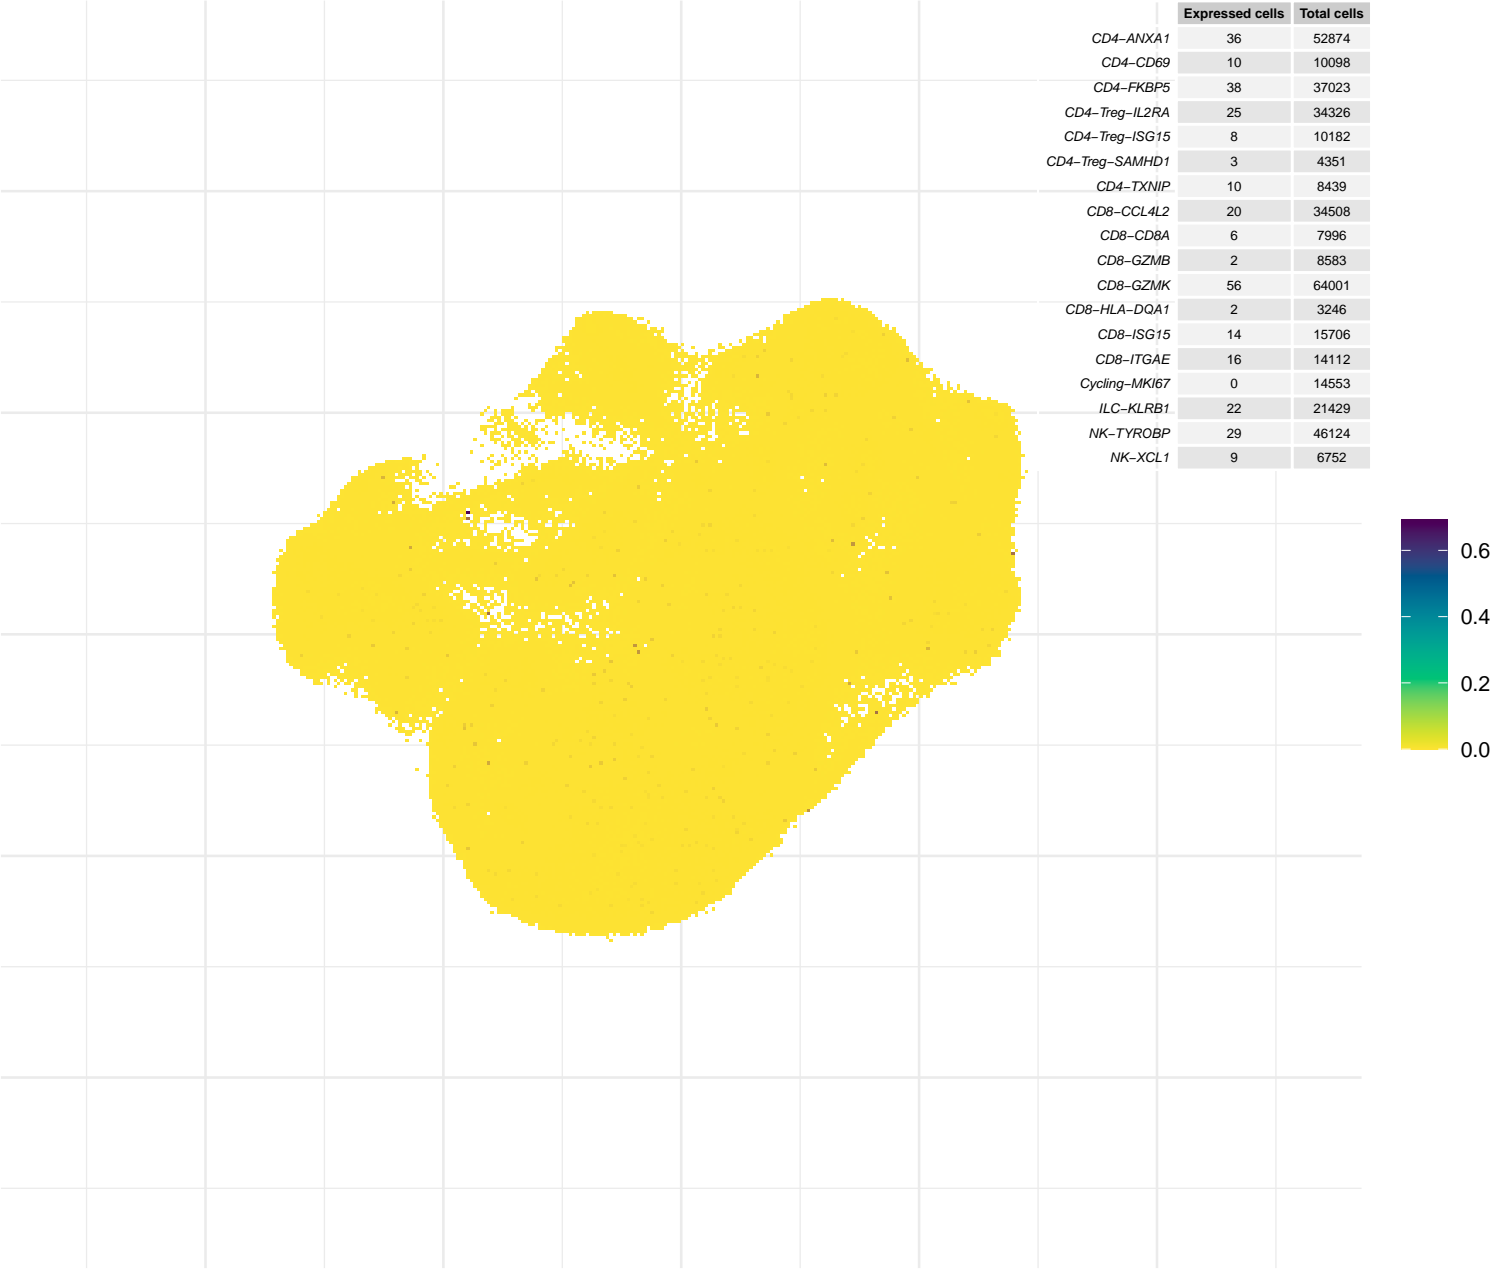 Expressed cells Total cells
CD4−ANXA1 36 52874
CD4−CD69 10 10098
CD4−FKBP5 38 37023
CD4−Treg−IL2RA 25 34326
CD4−Treg−ISG15 8 10182
CD4−Treg−SAMHD1 3 4351
CD4−TXNIP 10 8439
CD8−CCL4L2 20 34508
CD8−CD8A 6 7996
CD8−GZMB 2 8583
CD8−GZMK 56 64001
CD8−HLA−DQA1 2 3246
CD8−ISG15 14 15706
CD8−ITGAE 16 14112
Cycling−MKI67 0 14553
ILC−KLRB1 22 21429
NK−TYROBP 29 46124
NK−XCL1 9 6752
0.6
0.4
0.2
0.0